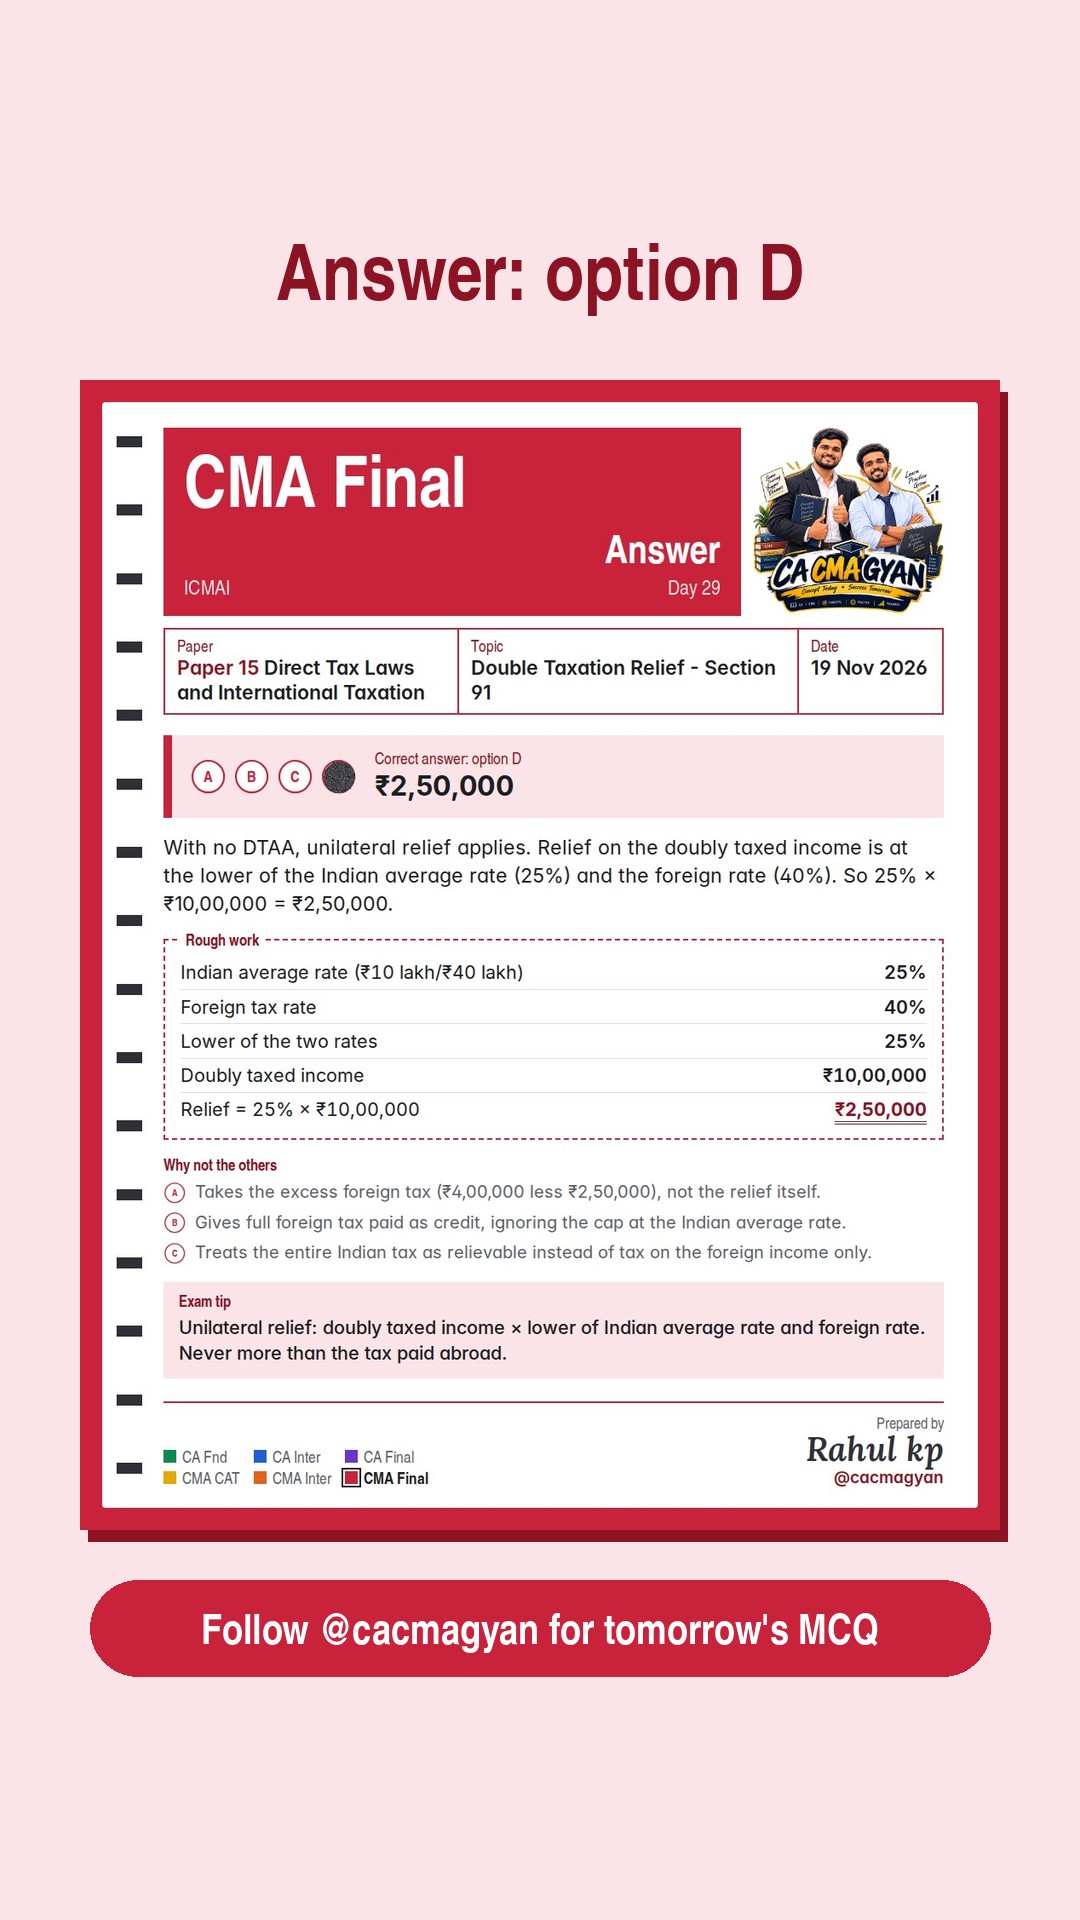 Answer: option D
CMA Final
Answer
ICMAI
Day 29
Learn
Practice
Grow
CA CMA GYAN
Concept Today • Success Tomorrow
Paper
Paper 15 Direct Tax Laws
and International Taxation
Topic
Double Taxation Relief - Section
91
Date
19 Nov 2026
A B C
Correct answer: option D
₹2,50,000
With no DTAA, unilateral relief applies. Relief on the doubly taxed income is at
the lower of the Indian average rate (25%) and the foreign rate (40%). So 25% ×
₹10,00,000 = ₹2,50,000.
Rough work
Indian average rate (₹10 lakh/₹40 lakh) 25%
Foreign tax rate 40%
Lower of the two rates 25%
Doubly taxed income ₹10,00,000
Relief = 25% × ₹10,00,000 ₹2,50,000
Why not the others
A Takes the excess foreign tax (₹4,00,000 less ₹2,50,000), not the relief itself.
B Gives full foreign tax paid as credit, ignoring the cap at the Indian average rate.
C Treats the entire Indian tax as relievable instead of tax on the foreign income only.
Exam tip
Unilateral relief: doubly taxed income × lower of Indian average rate and foreign rate.
Never more than the tax paid abroad.
CA Fnd CA Inter CA Final
CMA CAT CMA Inter CMA Final
Prepared by
Rahul kp
@cacmagyan
Follow @cacmagyan for tomorrow's MCQ